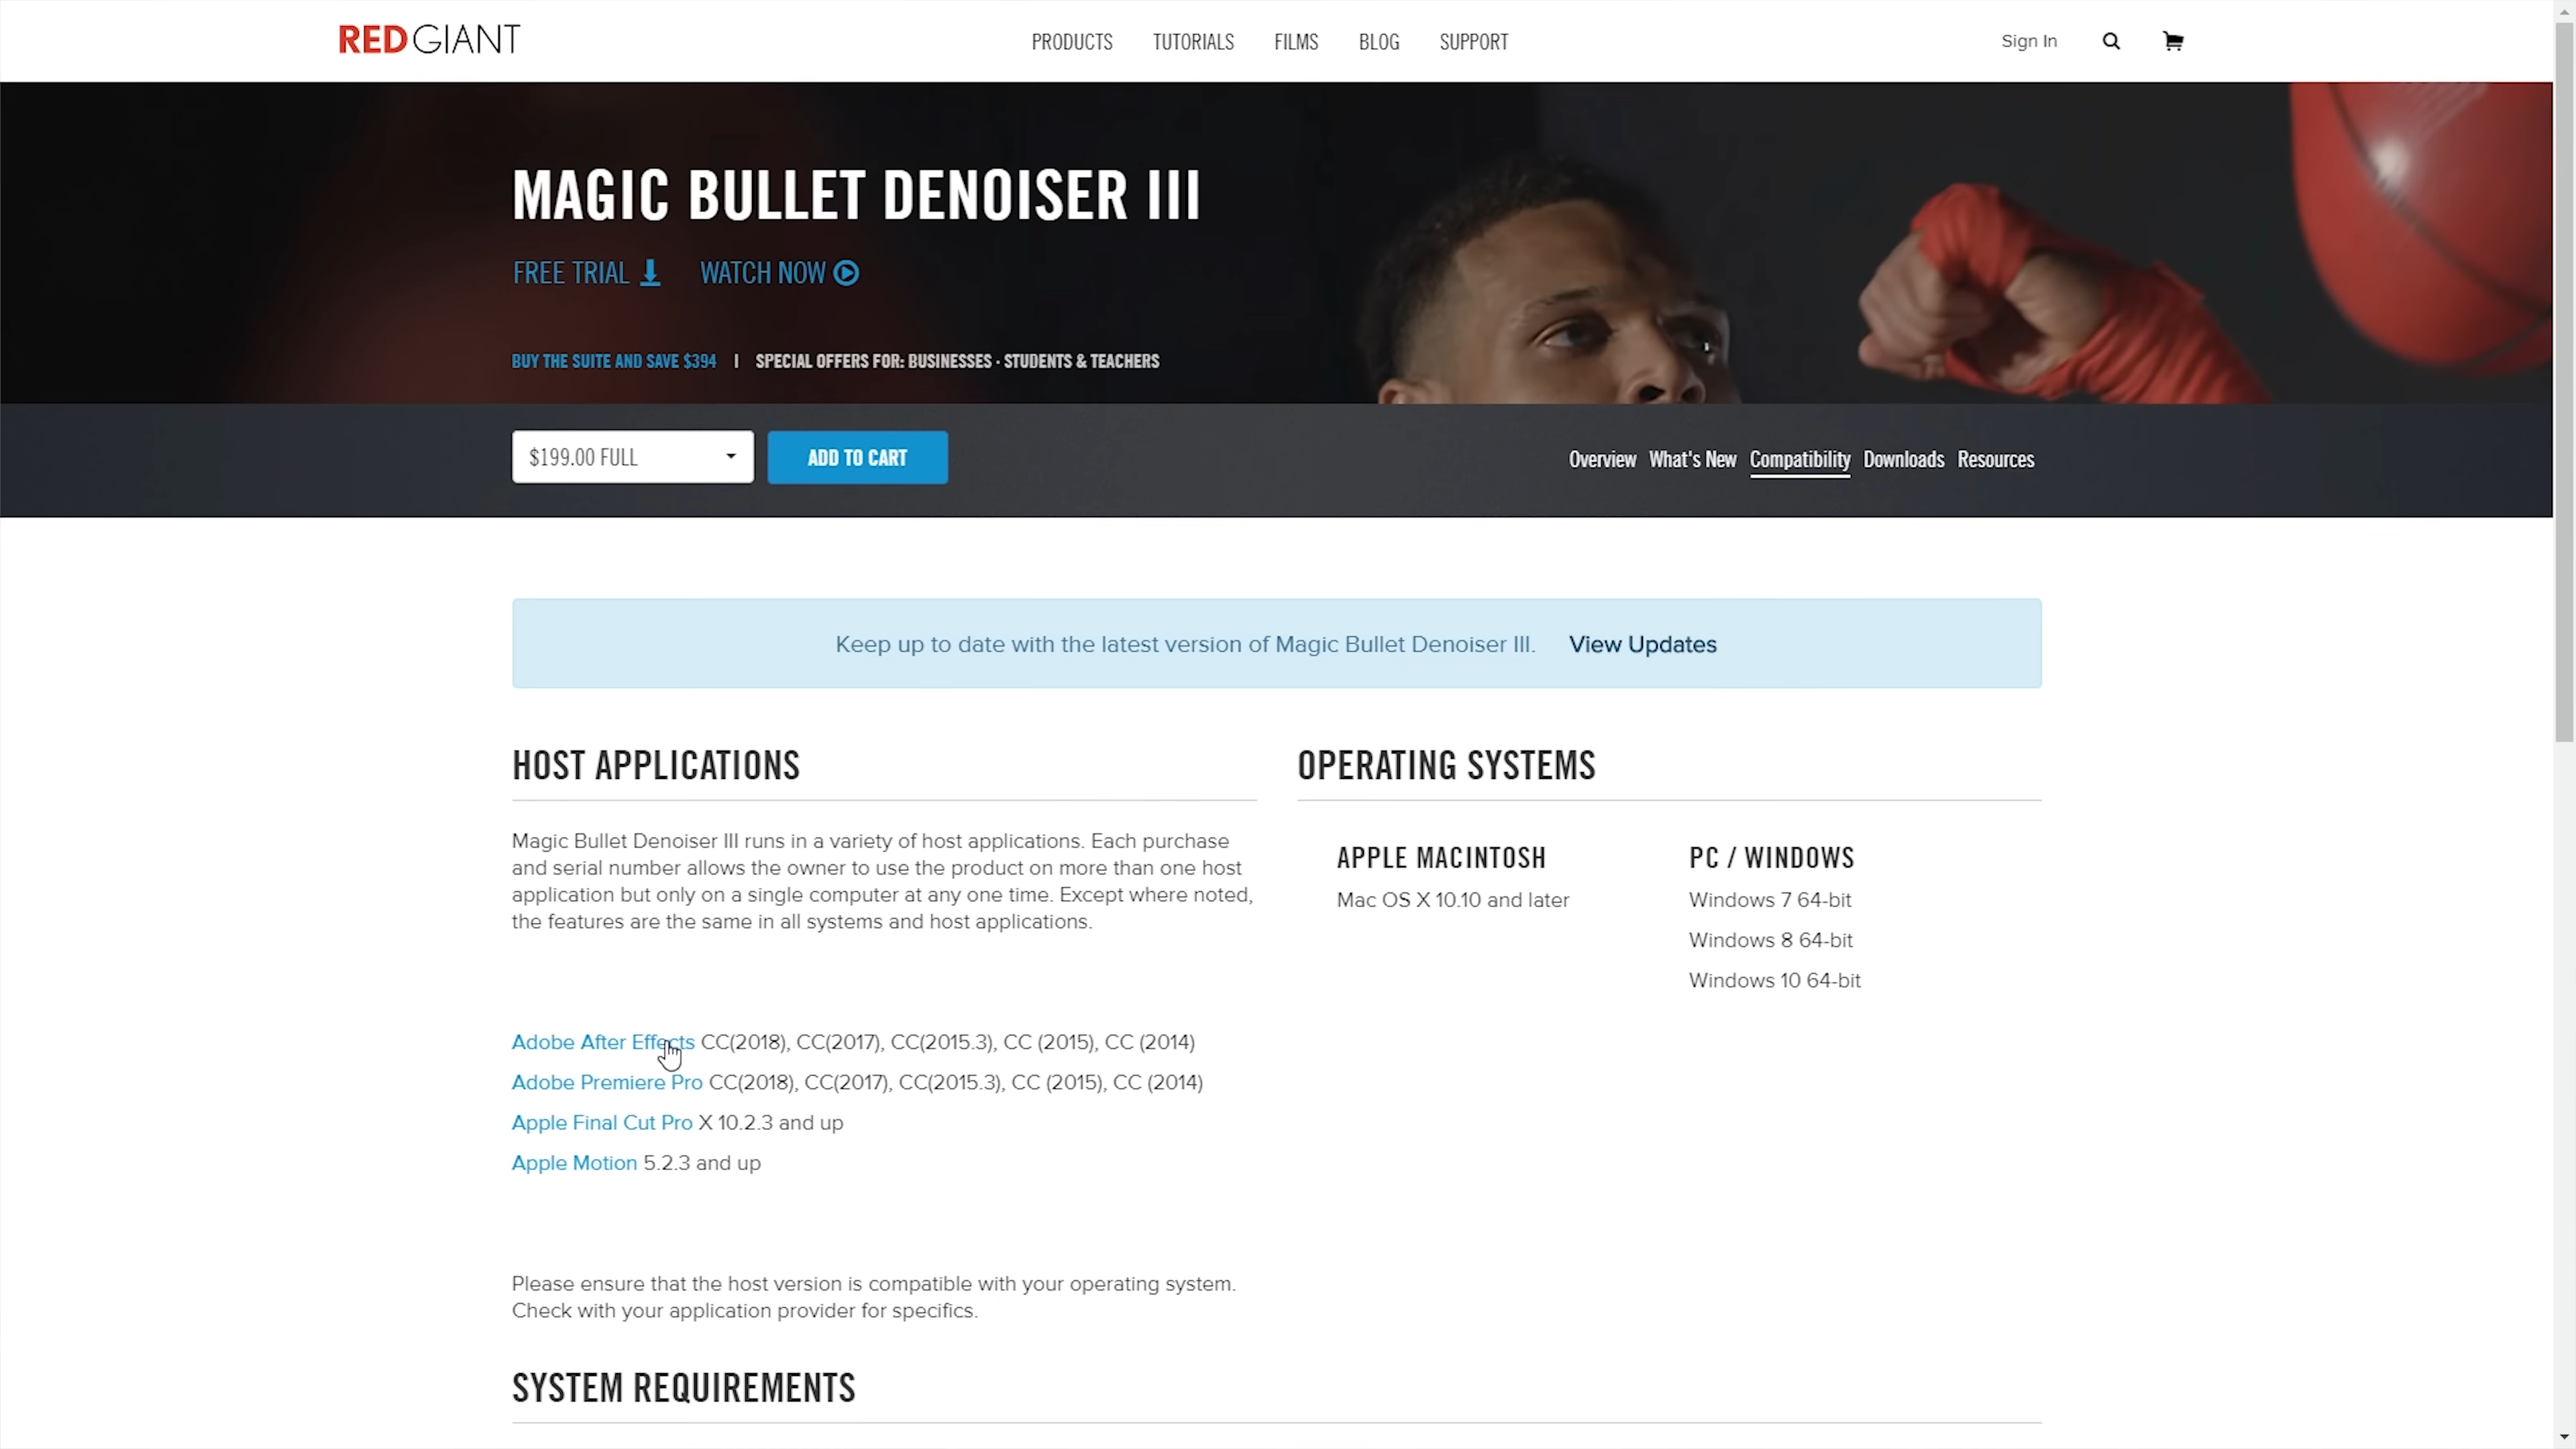 REDGIANT
PRODUCTS TUTORIALS FILMS BLOG SUPPORT
Sign In
MAGIC BULLET DENOISER III
FREE TRIAL WATCH NOW
BUY THE SUITE AND SAVE $394 | SPECIAL OFFERS FOR: BUSINESSES · STUDENTS & TEACHERS
$199.00 FULL
ADD TO CART
Overview What's New Compatibility Downloads Resources
Keep up to date with the latest version of Magic Bullet Denoiser III. View Updates
HOST APPLICATIONS
Magic Bullet Denoiser III runs in a variety of host applications. Each purchase
and serial number allows the owner to use the product on more than one host
application but only on a single computer at any one time. Except where noted,
the features are the same in all systems and host applications.
Adobe After Effects CC(2018), CC(2017), CC(2015.3), CC (2015), CC (2014)
Adobe Premiere Pro CC(2018), CC(2017), CC(2015.3), CC (2015), CC (2014)
Apple Final Cut Pro X 10.2.3 and up
Apple Motion 5.2.3 and up
Please ensure that the host version is compatible with your operating system.
Check with your application provider for specifics.
OPERATING SYSTEMS
APPLE MACINTOSH
Mac OS X 10.10 and later
PC / WINDOWS
Windows 7 64-bit
Windows 8 64-bit
Windows 10 64-bit
SYSTEM REQUIREMENTS